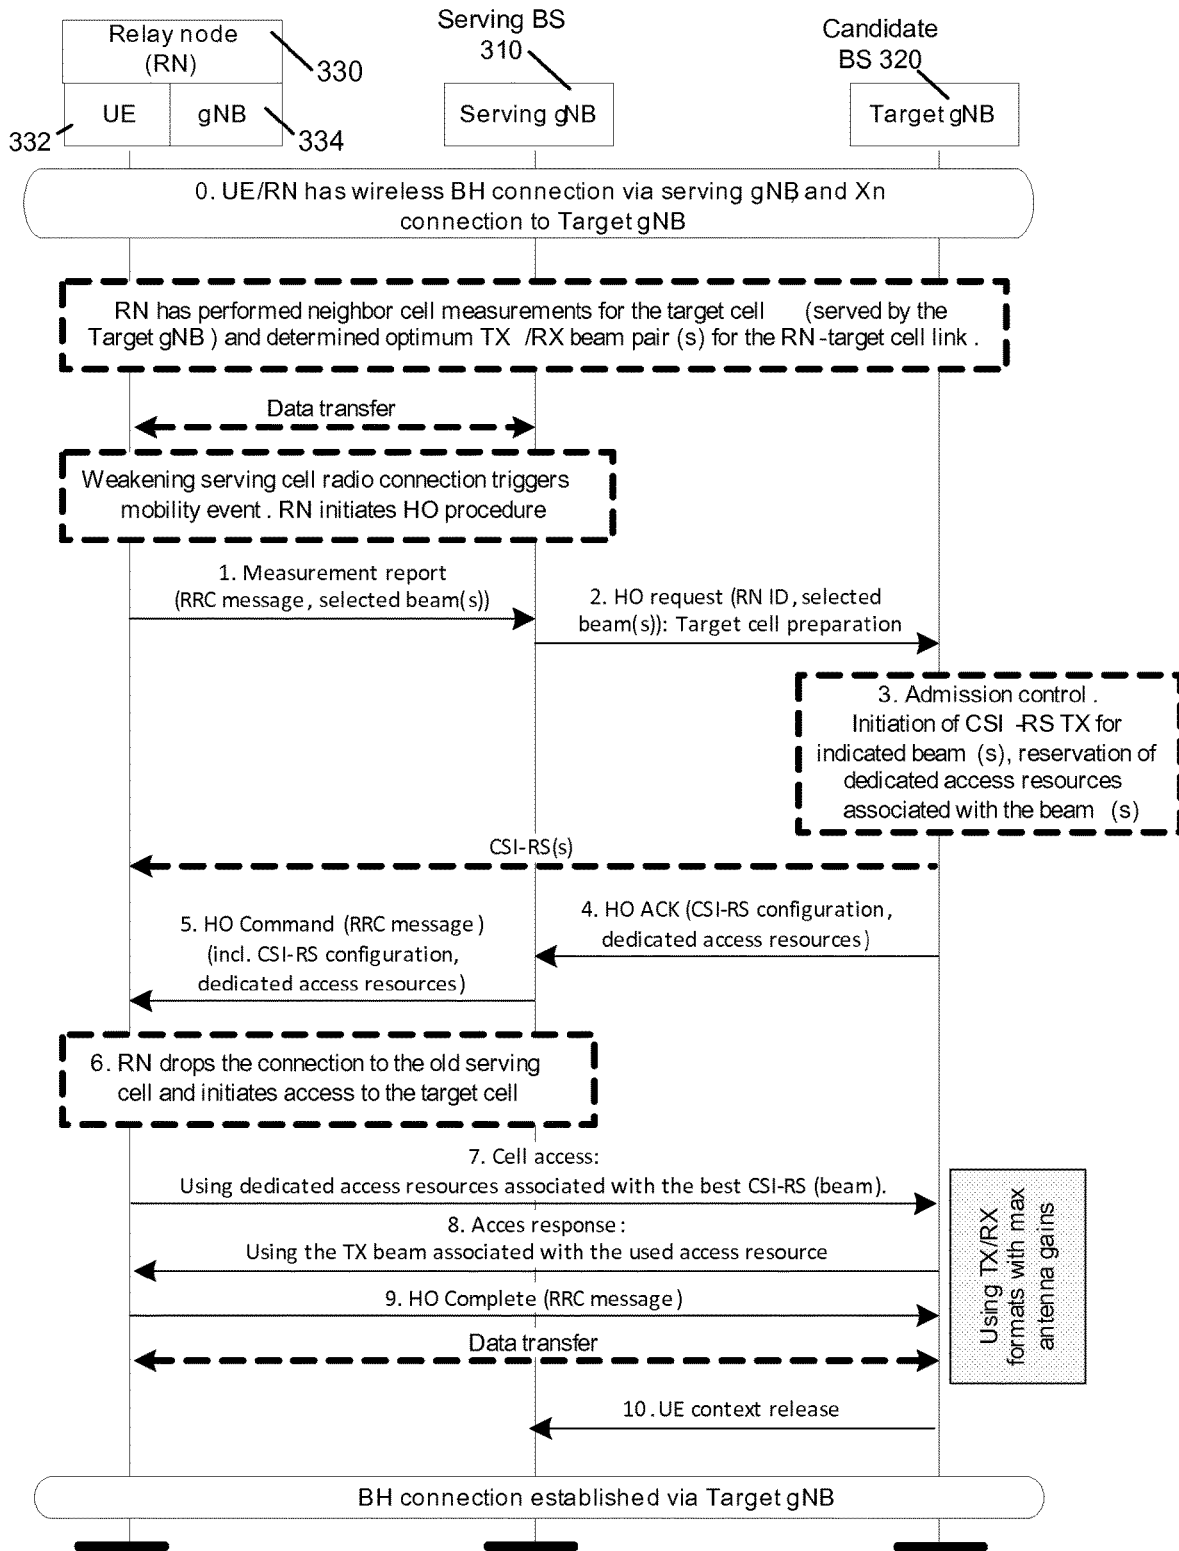 Relay node
(RN)
330
UE
gNB
332
334
Serving BS
310
Serving gNB
Candidate
BS 320
Target gNB
0. UE/RN has wireless BH connection via serving gNB, and Xn
connection to Target gNB
RN has performed neighbor cell measurements for the target cell (served by the
Target gNB) and determined optimum TX /RX beam pair (s) for the RN-target cell link .
Data transfer
Weakening serving cell radio connection triggers
mobility event . RN initiates HO procedure
1. Measurement report
(RRC message, selected beam(s))
2. HO request (RN ID, selected
beam(s)): Target cell preparation
3. Admission control .
Initiation of CSI -RS TX for
indicated beam (s), reservation of
dedicated access resources
associated with the beam (s)
CSI-RS(s)
4. HO ACK (CSI-RS configuration,
dedicated access resources)
5. HO Command (RRC message)
(incl. CSI-RS configuration,
dedicated access resources)
6. RN drops the connection to the old serving
cell and initiates access to the target cell
7. Cell access:
Using dedicated access resources associated with the best CSI-RS (beam).
8. Acces response:
Using the TX beam associated with the used access resource
9. HO Complete (RRC message)
Data transfer
Using TX/RX
formats with max
antenna gains
10. UE context release
BH connection established via Target gNB